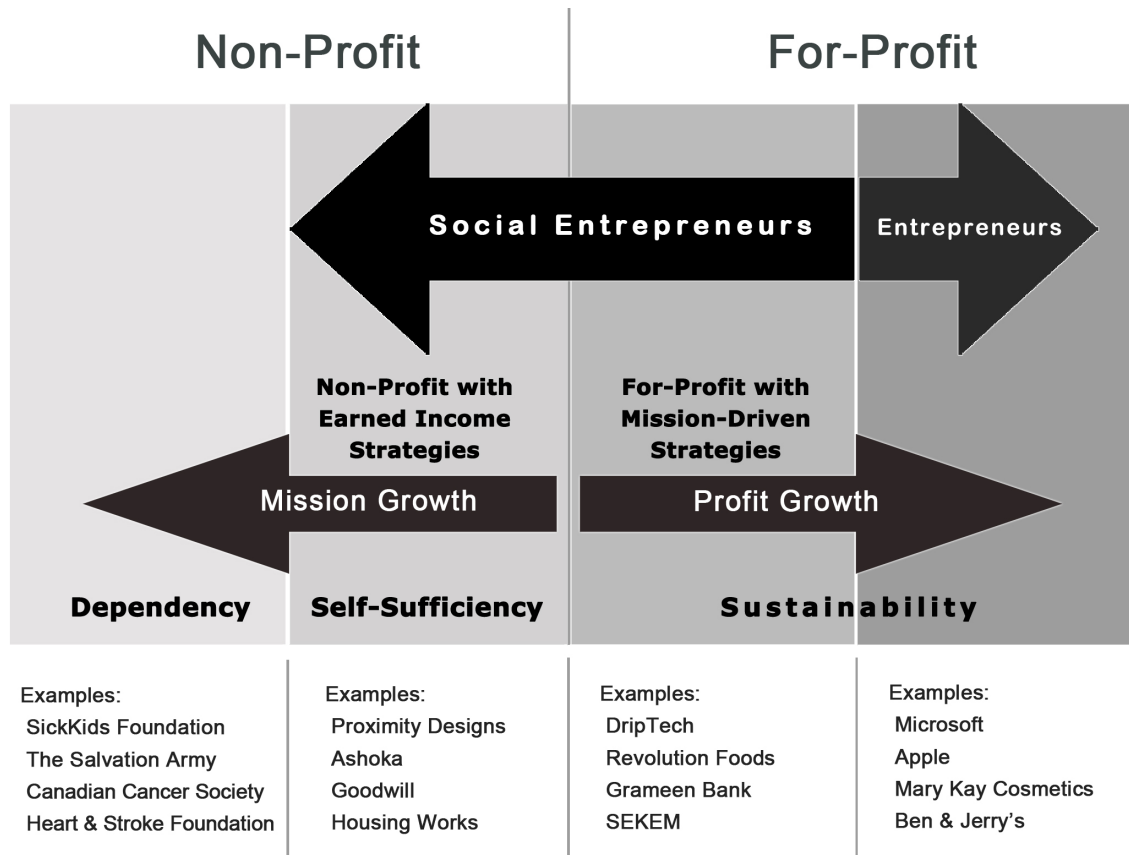 Non-Profit
For-Profit
Social Entrepreneurs
Entrepreneurs
Non-Profit with
Earned Income
Strategies
For-Profit with
Mission-Driven
Strategies
Mission Growth
Profit Growth
Dependency
Self-Sufficiency
Sustainability
Examples:
SickKids Foundation
The Salvation Army
Canadian Cancer Society
Heart & Stroke Foundation
Examples:
Proximity Designs
Ashoka
Goodwill
Housing Works
Examples:
DripTech
Revolution Foods
Grameen Bank
SEKEM
Examples:
Microsoft
Apple
Mary Kay Cosmetics
Ben & Jerry's